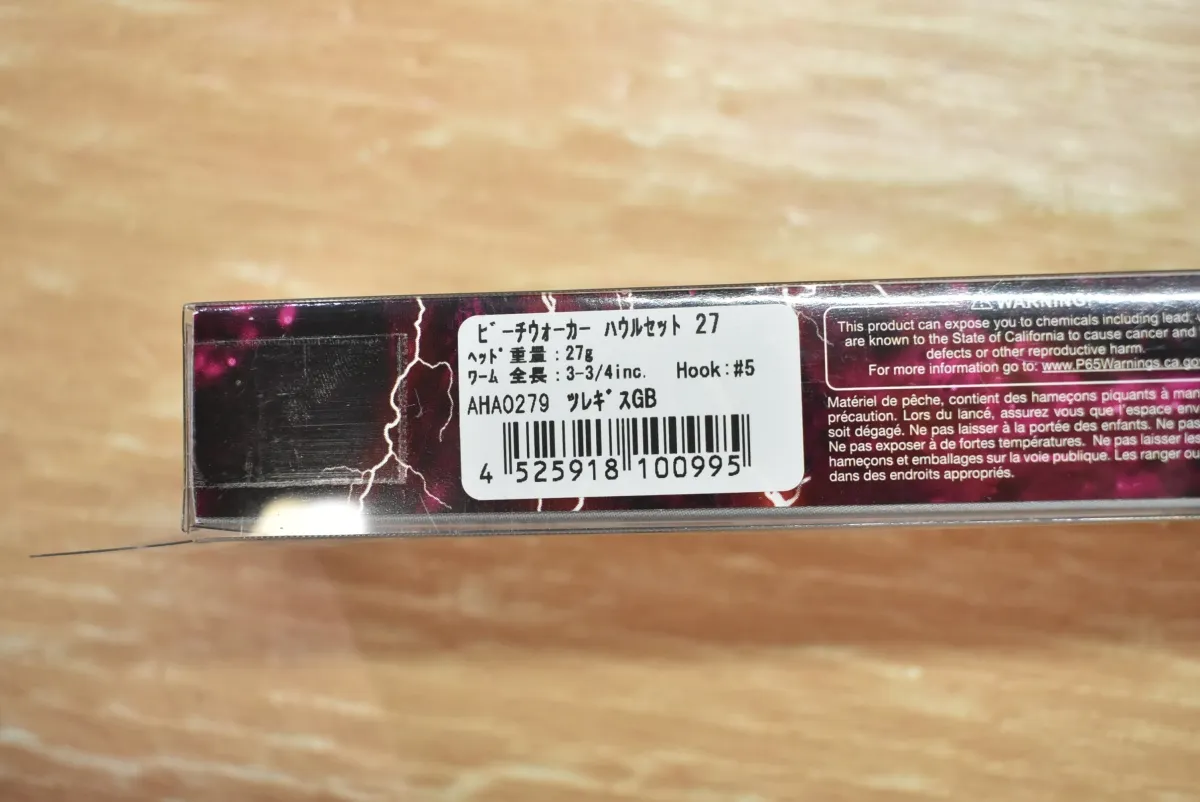 ﾋﾞｰﾁｳｫｰｶｰ ﾊｳﾙｾｯﾄ 27
ﾍｯﾄﾞ重量:27g
ﾜｰﾑ 全長:3-3/4inc. Hook:#5
AHA0279 ﾂﾚｷﾞｽGB
4 525918 100995
⚠WARNING:
This product can expose you to chemicals including lead,
are known to the State of California to cause cancer and
defects or other reproductive harm.
For more information go to: www.P65Warnings.ca.gov
Matériel de pêche, contient des hameçons piquants à
précaution. Lors du lancé, assurez vous que l'espace
soit dégagé. Ne pas laisser à la portée des enfants. Ne pas
Ne pas exposer à de fortes températures. Ne pas laisser les
hameçons et emballages sur la voie publique. Les ranger ou
dans des endroits appropriés.